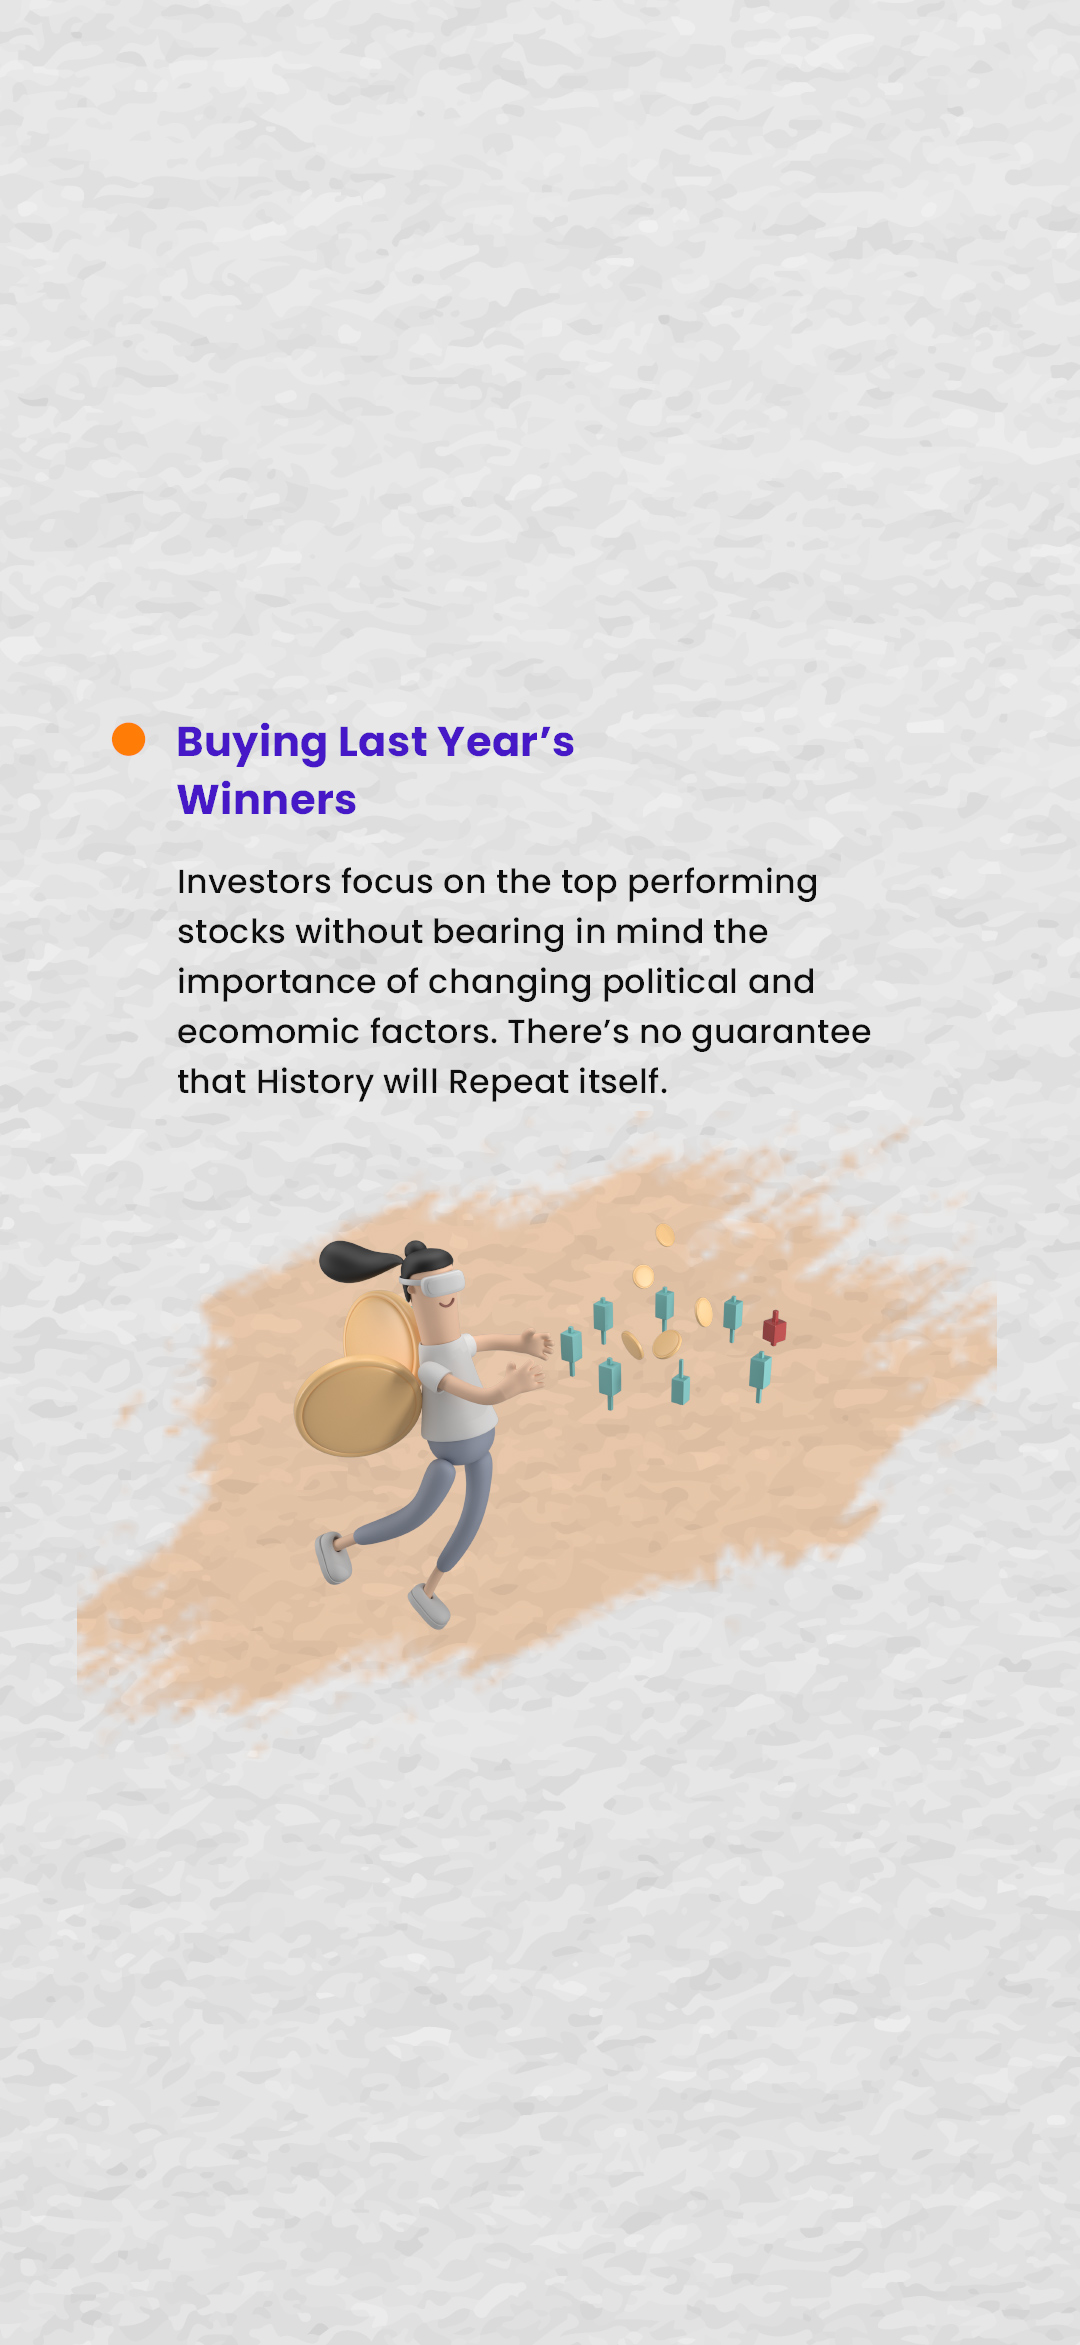 Buying Last Year’s
Winners
Investors focus on the top performing
stocks without bearing in mind the
importance of changing political and
ecomomic factors. There’s no guarantee
that History will Repeat itself.